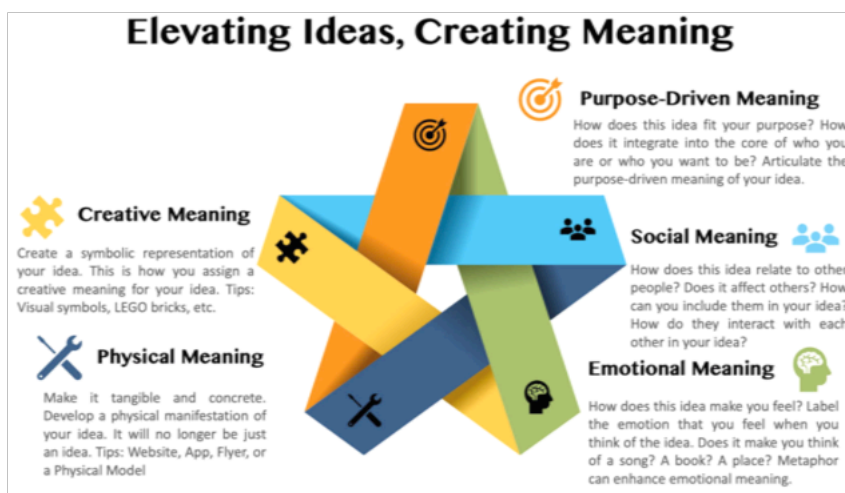 Elevating Ideas, Creating Meaning
Purpose-Driven Meaning
How does this idea fit your purpose? How
does it integrate into the core of who you
are or who you want to be? Articulate the
purpose-driven meaning of your idea.
Creative Meaning
Create a symbolic representation of
your idea. This is how you assign a
creative meaning for your idea. Tips:
Visual symbols, LEGO bricks, etc.
Social Meaning
How does this idea relate to other
people? Does it affect others? How
can you include them in your idea?
How do they interact with each
other in your idea?
Physical Meaning
Make it tangible and concrete.
Develop a physical manifestation of
your idea. It will no longer be just
an idea. Tips: Website, App, Flyer, or
a Physical Model
Emotional Meaning
How does this idea make you feel? Label
the emotion that you feel when you
think of the idea. Does it make you think
of a song? A book? A place? Metaphor
can enhance emotional meaning.